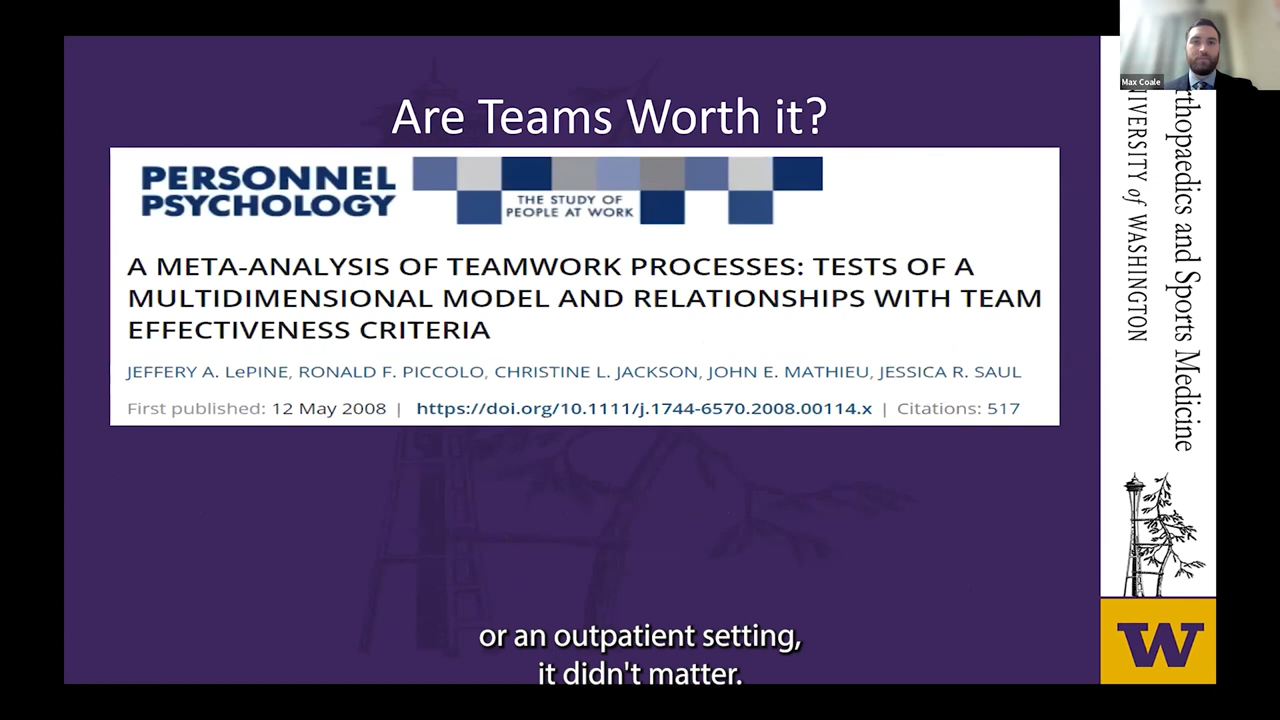 Max Coale
Are Teams Worth it?
PERSONNEL
PSYCHOLOGY
THE STUDY OF
PEOPLE AT WORK
A META-ANALYSIS OF TEAMWORK PROCESSES: TESTS OF A
MULTIDIMENSIONAL MODEL AND RELATIONSHIPS WITH TEAM
EFFECTIVENESS CRITERIA
JEFFERY A. LePINE, RONALD F. PICCOLO, CHRISTINE L. JACKSON, JOHN E. MATHIEU, JESSICA R. SAUL
First published: 12 May 2008 | https://doi.org/10.1111/j.1744-6570.2008.00114.x | Citations: 517
or an outpatient setting,
it didn't matter.
rthopaedics and Sports Medicine
NIVERSITY of WASHINGTON
W